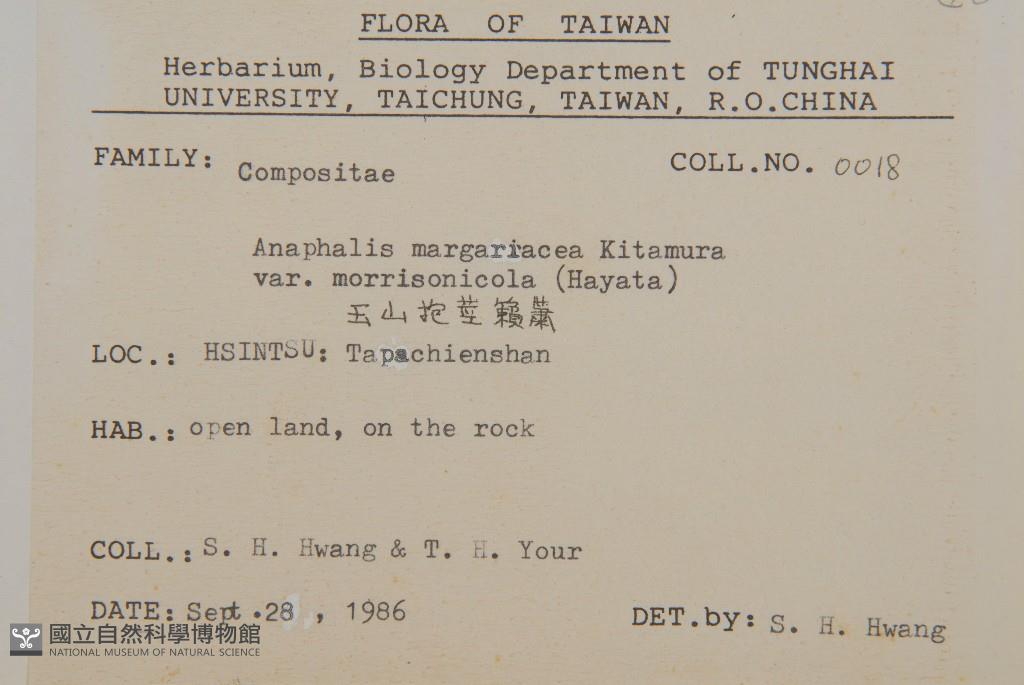 FLORA OF TAIWAN
Herbarium, Biology Department of TUNGHAI
UNIVERSITY, TAICHUNG, TAIWAN, R.O.CHINA
FAMILY: Compositae
COLL.NO. 0018
Anaphalis margariacea Kitamura
var. morrisonicola (Hayata)
玉山抱莖籟蕭
LOC.: HSINTSU: Tapachienshan
HAB.: open land, on the rock
COLL.: S. H. Hwang & T. H. Your
DATE: Sept.28, 1986
DET.by: S. H. Hwang
國立自然科學博物館
NATIONAL MUSEUM OF NATURAL SCIENCE